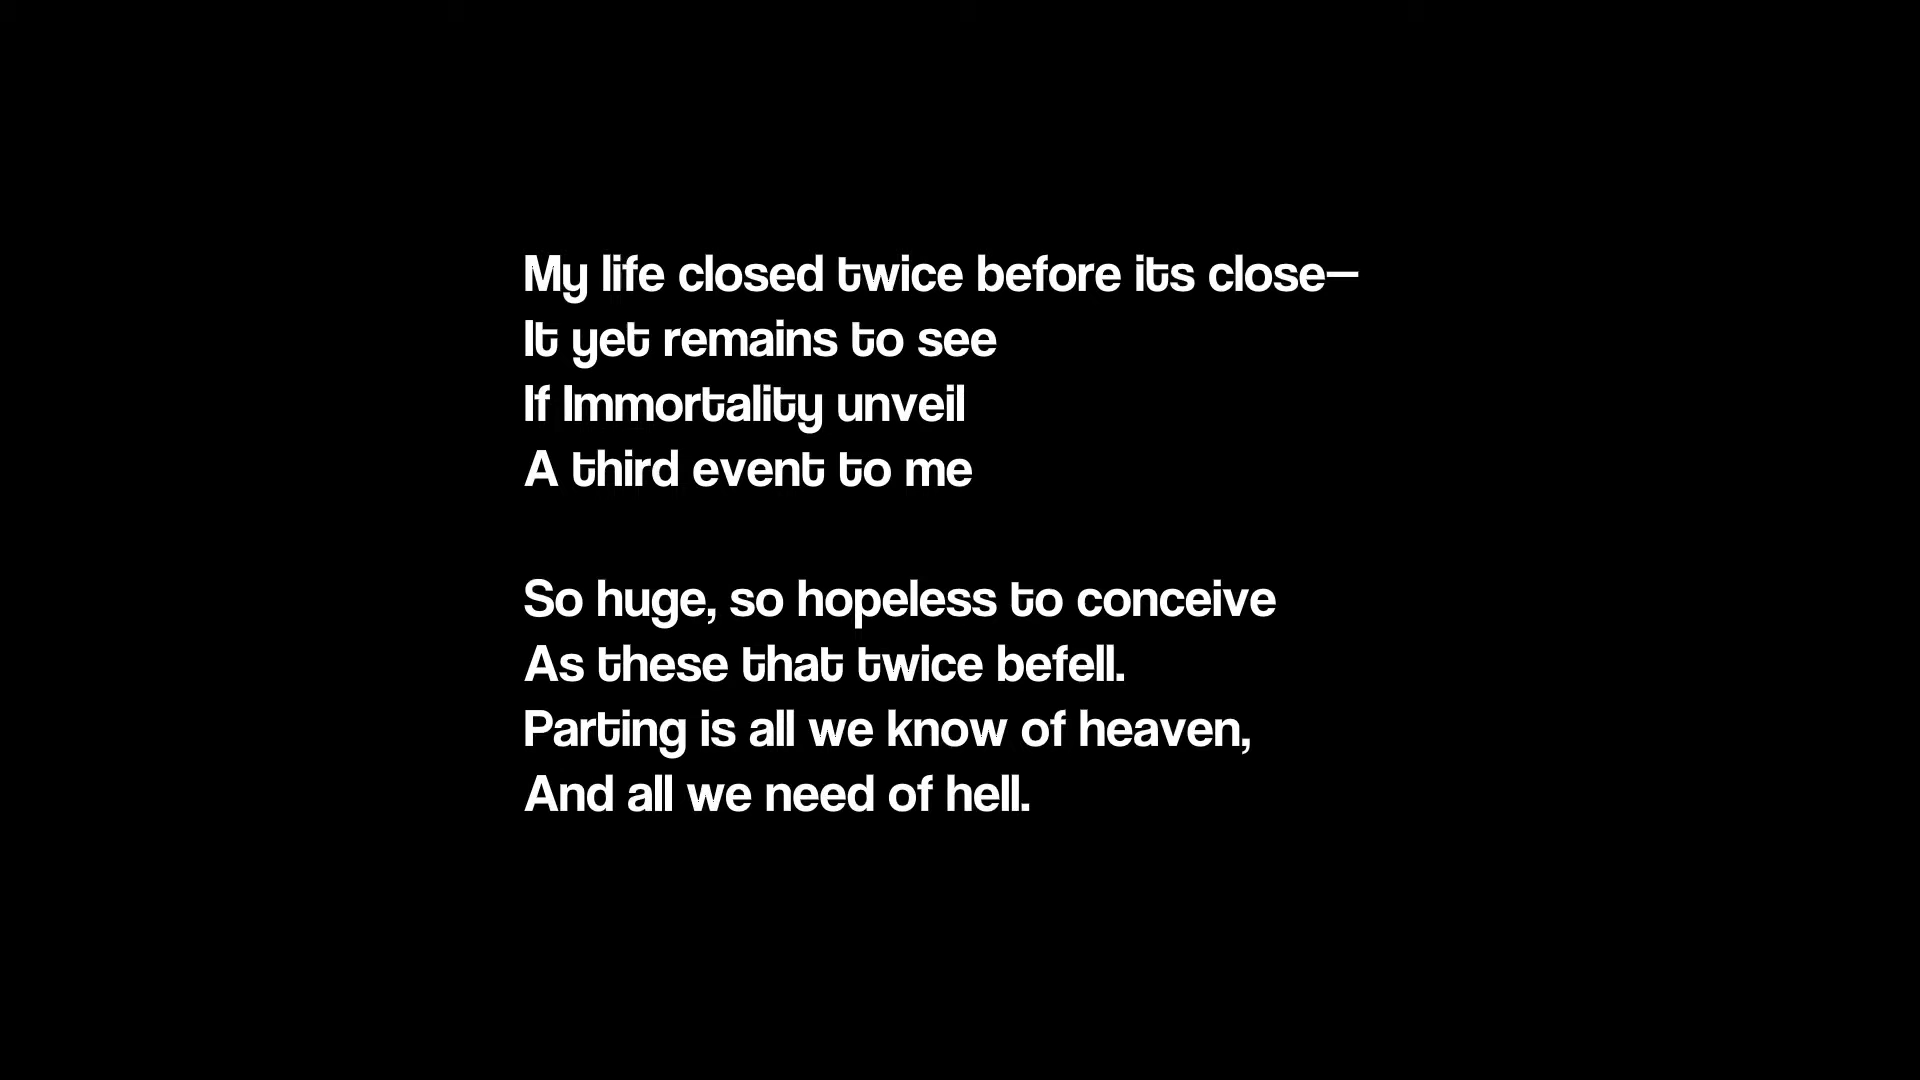 My life closed twice before its close—
It yet remains to see
If Immortality unveil
A third event to me
So huge, so hopeless to conceive
As these that twice befell.
Parting is all we know of heaven,
And all we need of hell.